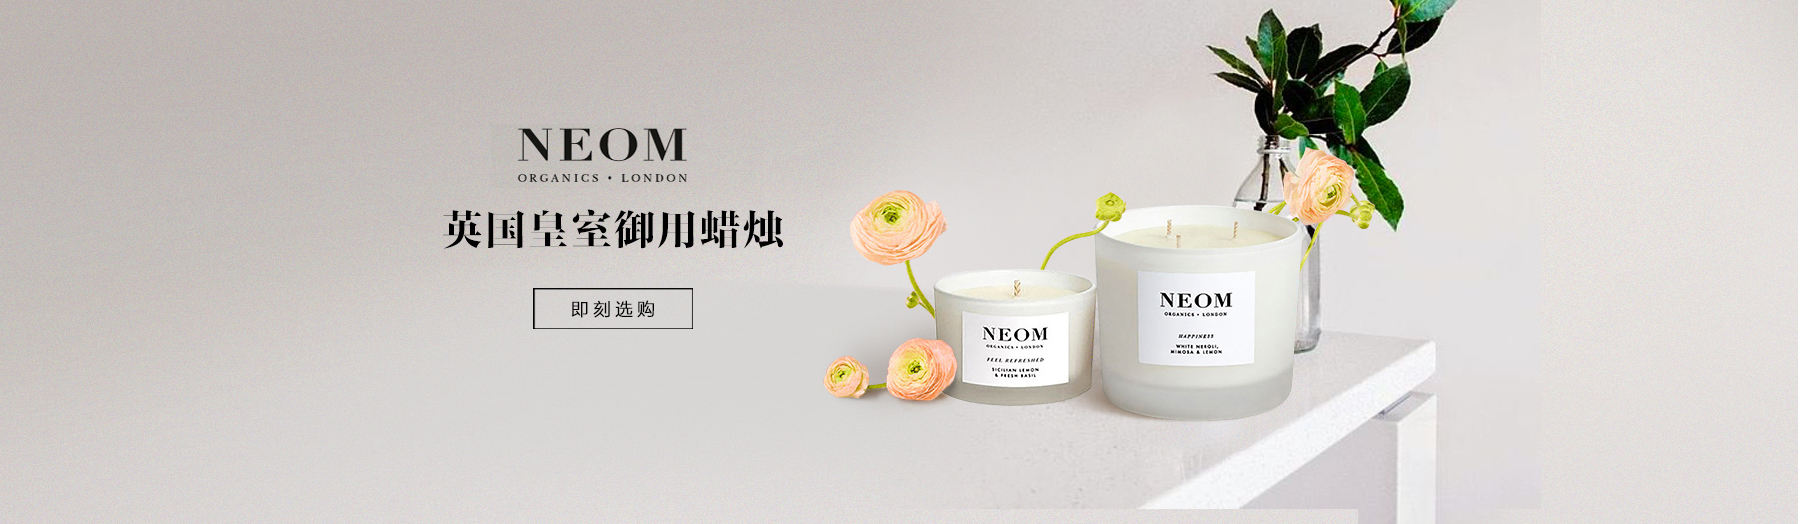 NEOM
ORGANICS • LONDON
英国皇室御用蜡烛
即刻选购
NEOM
ORGANICS • LONDON
FEEL REFRESHED
SICILIAN LEMON
& FRESH BASIL
NEOM
ORGANICS • LONDON
HAPPINESS
WHITE NEROLI,
MIMOSA & LEMON